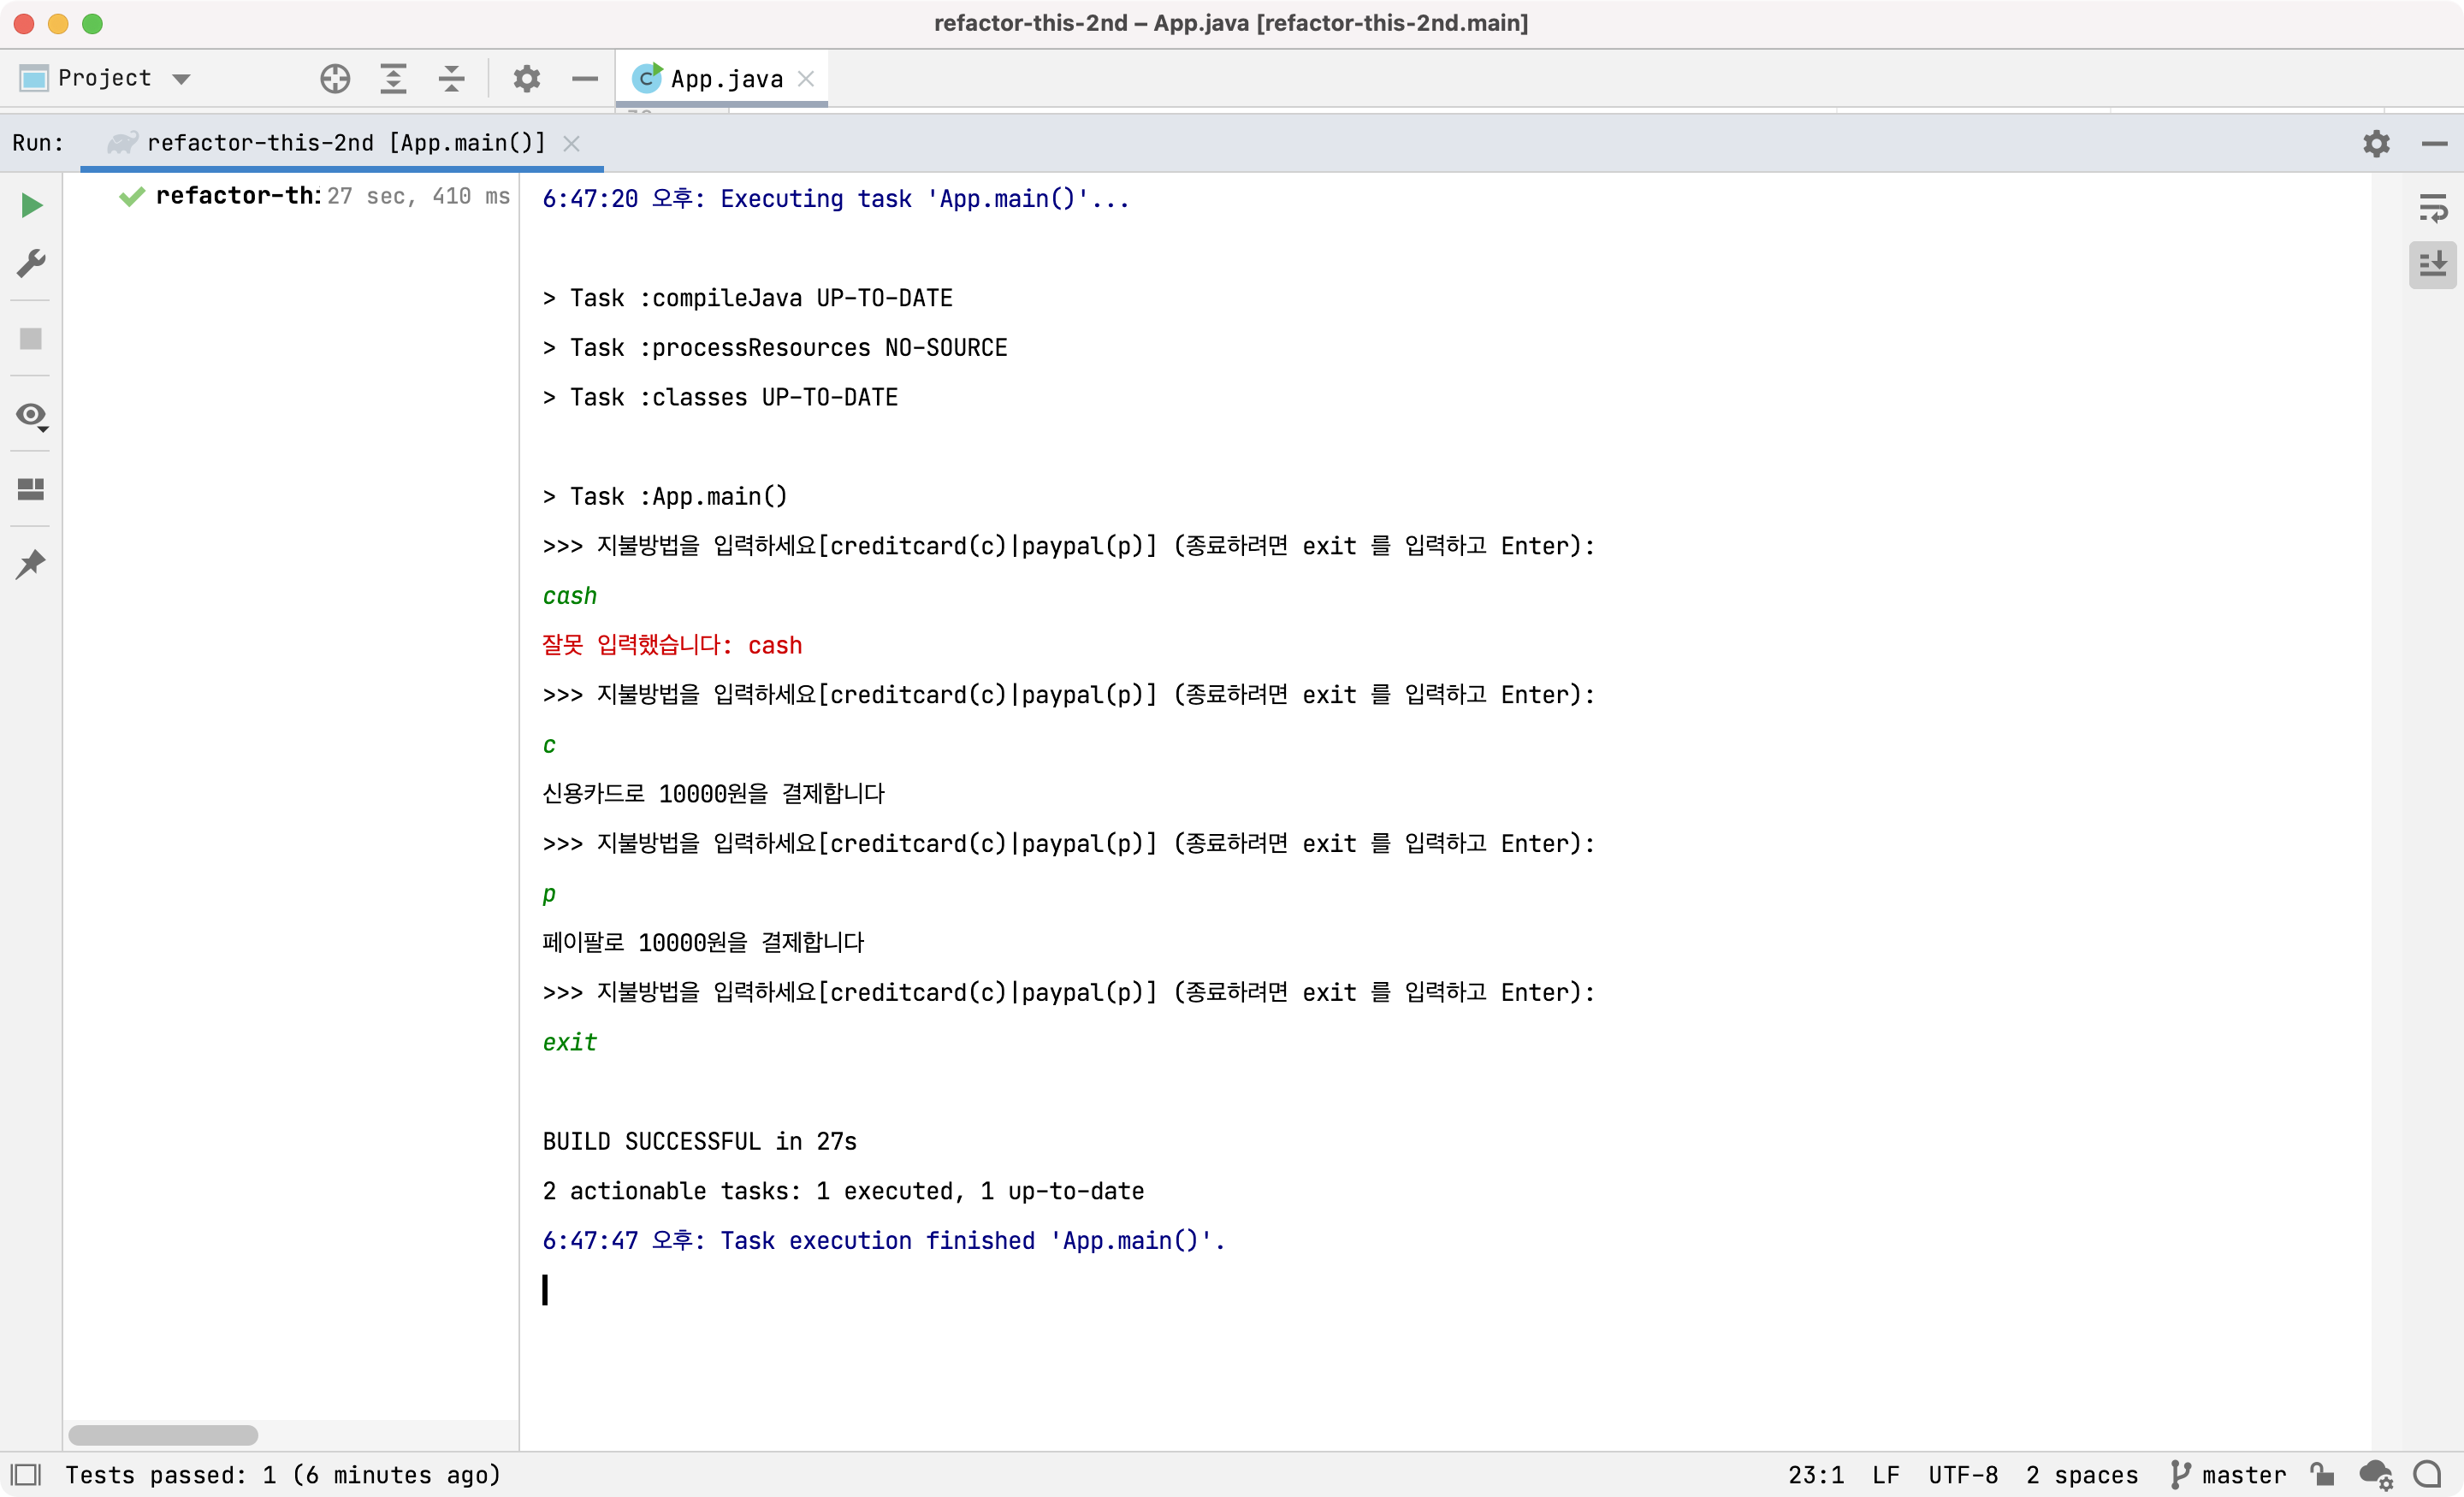 refactor-this-2nd – App.java [refactor-this-2nd.main]
Project
App.java
Run: refactor-this-2nd [App.main()]
refactor-th: 27 sec, 410 ms
6:47:20 오후: Executing task 'App.main()'...
> Task :compileJava UP-TO-DATE
> Task :processResources NO-SOURCE
> Task :classes UP-TO-DATE
> Task :App.main()
>>> 지불방법을 입력하세요[creditcard(c)|paypal(p)] (종료하려면 exit 를 입력하고 Enter):
cash
잘못 입력했습니다: cash
>>> 지불방법을 입력하세요[creditcard(c)|paypal(p)] (종료하려면 exit 를 입력하고 Enter):
c
신용카드로 10000원을 결제합니다
>>> 지불방법을 입력하세요[creditcard(c)|paypal(p)] (종료하려면 exit 를 입력하고 Enter):
p
페이팔로 10000원을 결제합니다
>>> 지불방법을 입력하세요[creditcard(c)|paypal(p)] (종료하려면 exit 를 입력하고 Enter):
exit
BUILD SUCCESSFUL in 27s
2 actionable tasks: 1 executed, 1 up-to-date
6:47:47 오후: Task execution finished 'App.main()'.
Tests passed: 1 (6 minutes ago)
23:1 LF UTF-8 2 spaces master